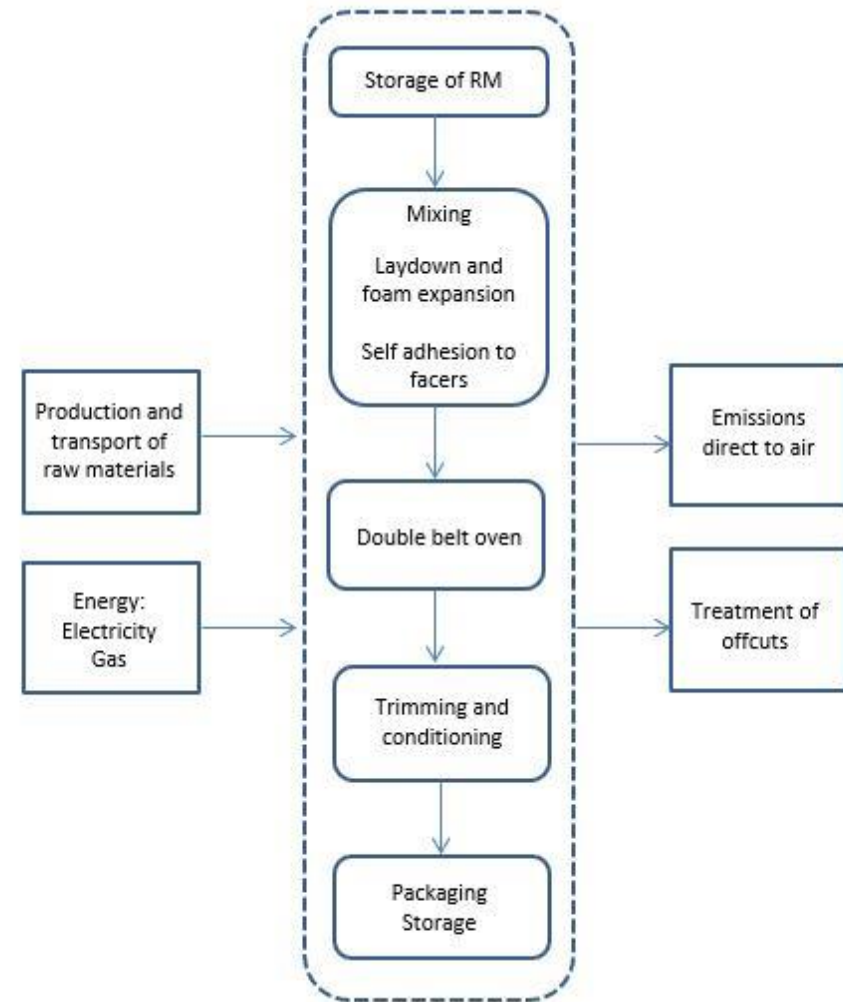 Storage of RM
Mixing
Laydown and
foam expansion
Self adhesion to
facers
Production and
transport of
raw materials
Emissions
direct to air
Double belt oven
Energy:
Electricity
Gas
Treatment of
offcuts
Trimming and
conditioning
Packaging
Storage